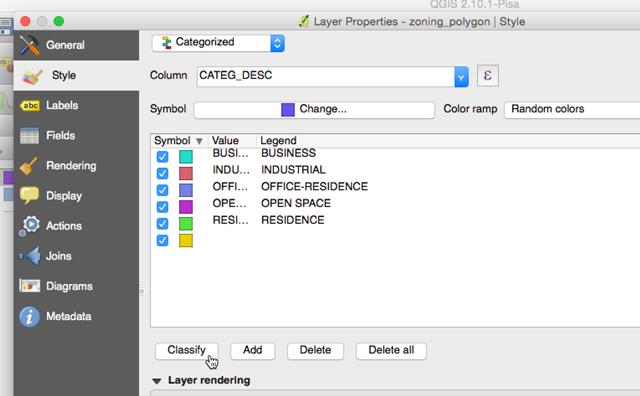 QGIS 2.10.1-Pisa
Layer Properties - zoning_polygon | Style
General
Categorized
Style
Column CATEG_DESC ε
abc Labels
Symbol Change... Color ramp Random colors
Fields
Symbol Value Legend
BUSI... BUSINESS
Rendering
INDU... INDUSTRIAL
OFFI... OFFICE-RESIDENCE
Display
OPE... OPEN SPACE
Actions
RESI... RESIDENCE
Joins
Diagrams
Metadata
Classify Add Delete Delete all
Layer rendering